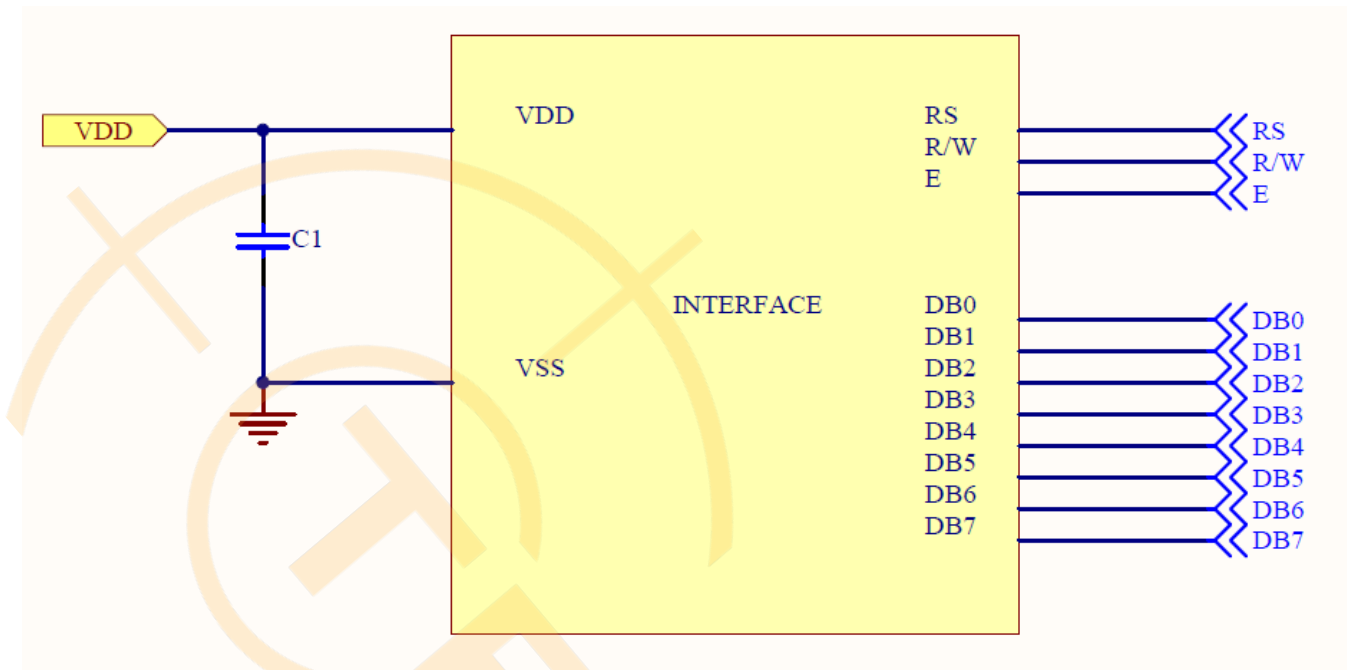 VDD
VDD
RS
RS
R/W
R/W
E
E
C1
INTERFACE
DB0
DB0
DB1
DB1
VSS
DB2
DB2
DB3
DB3
DB4
DB4
DB5
DB5
DB6
DB6
DB7
DB7